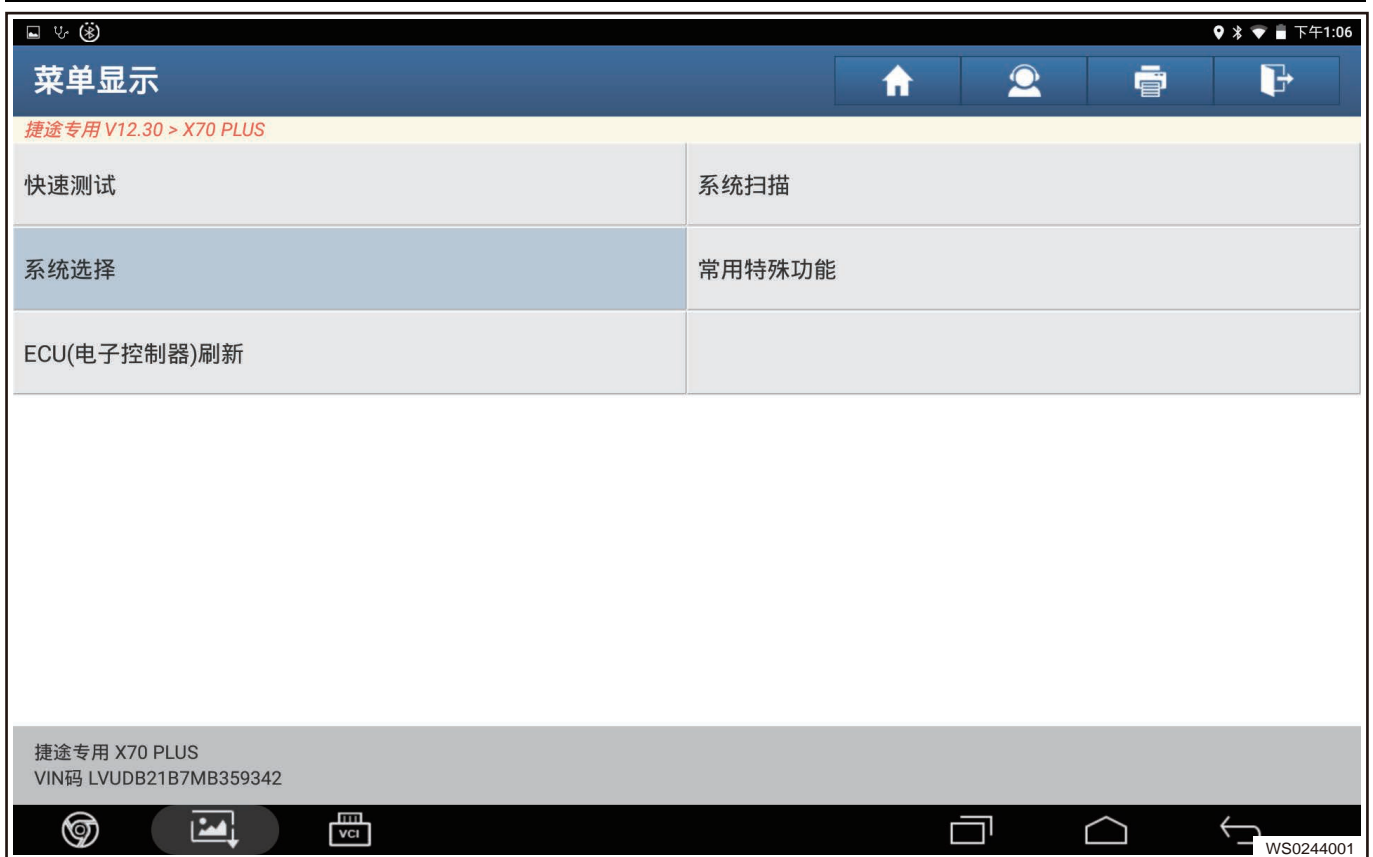 下午1:06
菜单显示
捷途专用 V12.30 > X70 PLUS
快速测试
系统扫描
系统选择
常用特殊功能
ECU(电子控制器)刷新
捷途专用 X70 PLUS
VIN码 LVUDB21B7MB359342
VCI
WS0244001